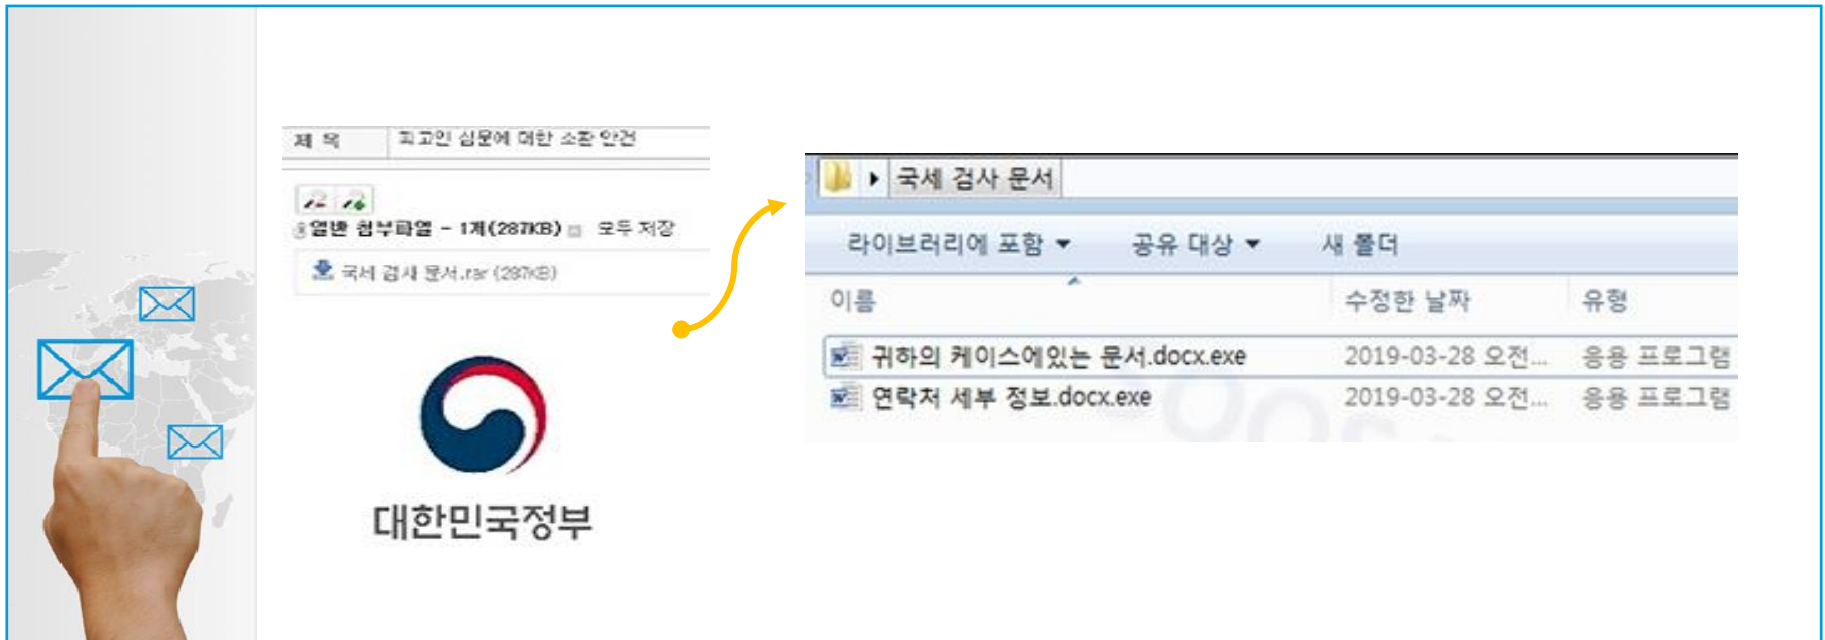 제 목 피고인 심문에 대한 소환 안건
일반 첨부파일 - 1개(287KB) 모두 저장
국세 검사 문서.rar (287KB)
대한민국정부
국세 검사 문서
라이브러리에 포함 공유 대상 새 폴더
이름 수정한 날짜 유형
귀하의 케이스에있는 문서.docx.exe 2019-03-28 오전... 응용 프로그램
연락처 세부 정보.docx.exe 2019-03-28 오전... 응용 프로그램